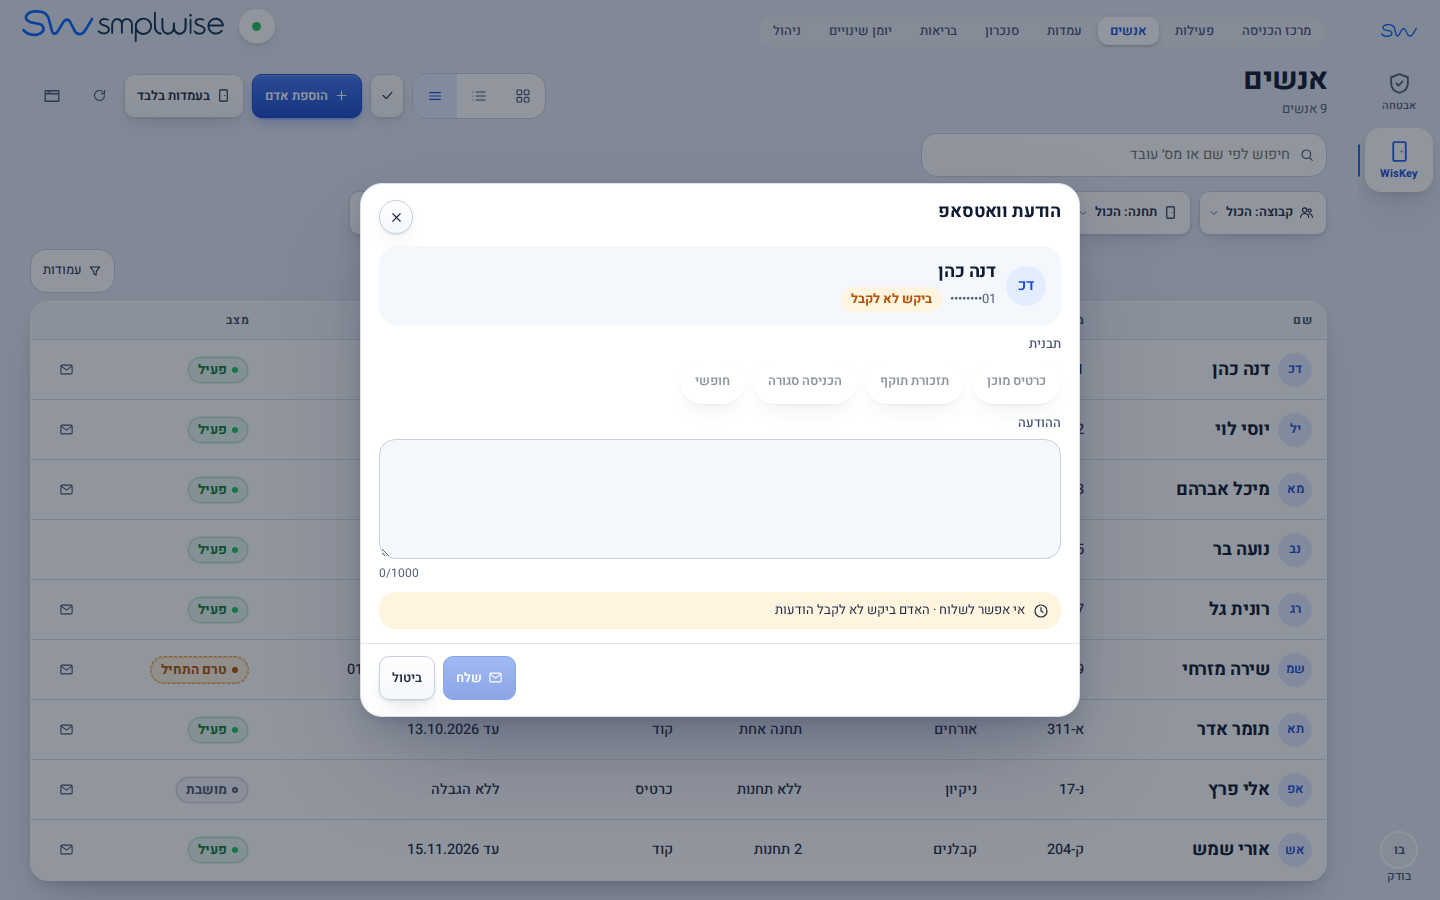 מרכז הכניסה
פעילות
אנשים
עמדות
סנכרון
בריאות
יומן שינויים
ניהול
smplwise
אבטחה
WisKey
אנשים
9 אנשים
הוספת אדם
בעמדות בלבד
חיפוש לפי שם או מס׳ עובד
קבוצה: הכול
תחנה: הכול
עמודות
הודעת וואטסאפ
דכ
דנה כהן
••••••••01
ביקש לא לקבל
תבנית
כרטיס מוכן
תזכורת תוקף
הכניסה סגורה
חופשי
ההודעה
0/1000
אי אפשר לשלוח · האדם ביקש לא לקבל הודעות
שלח
ביטול
שם
מצב
דכ דנה כהן פעיל
יל יוסי לוי פעיל
מא מיכל אברהם פעיל
נב נועה בר פעיל
רג רונית גל פעיל
שמ שירה מזרחי טרם התחיל
תא תומר אדר א-311 אורחים תחנה אחת קוד עד 13.10.2026 פעיל
אפ אלי פרץ נ-17 ניקיון ללא תחנות כרטיס ללא הגבלה מושבת
אש אורי שמש ק-204 קבלנים 2 תחנות קוד עד 15.11.2026 פעיל
בו
בודק